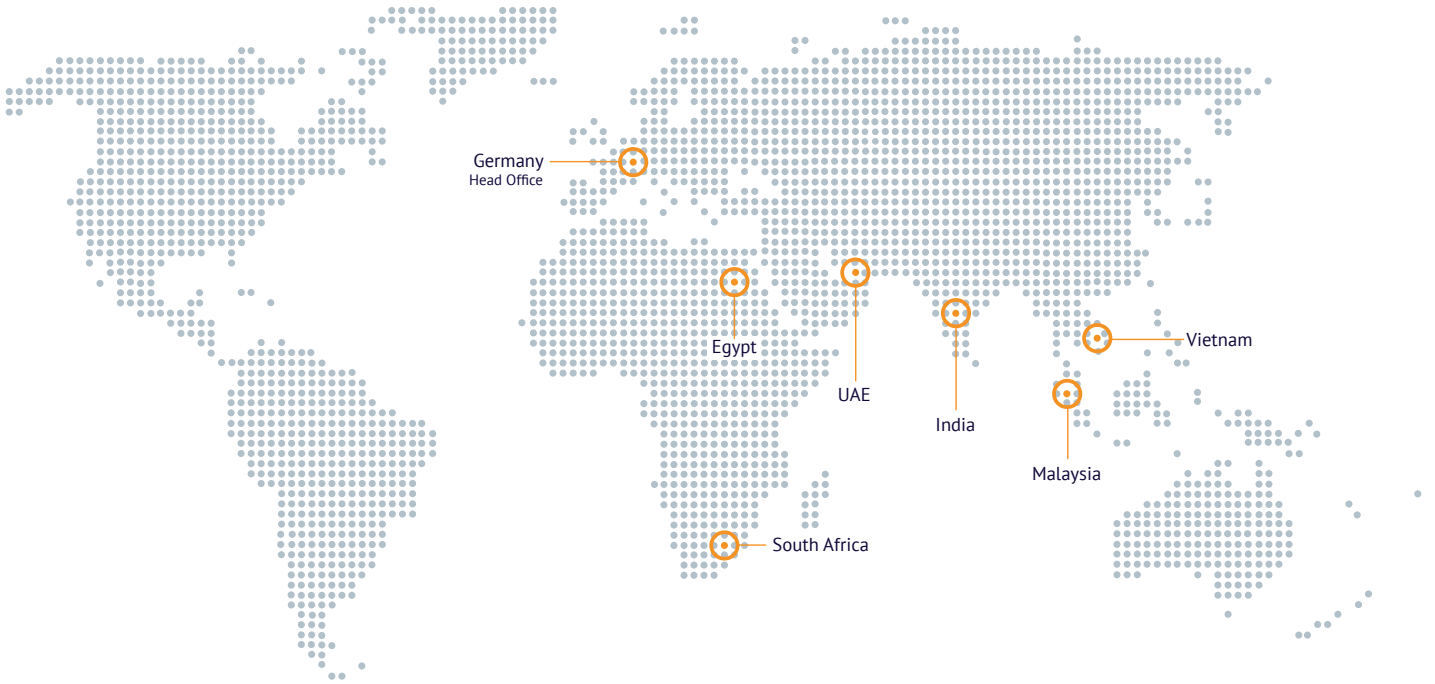 Germany
Head Office
Vietnam
Egypt
UAE
India
Malaysia
South Africa